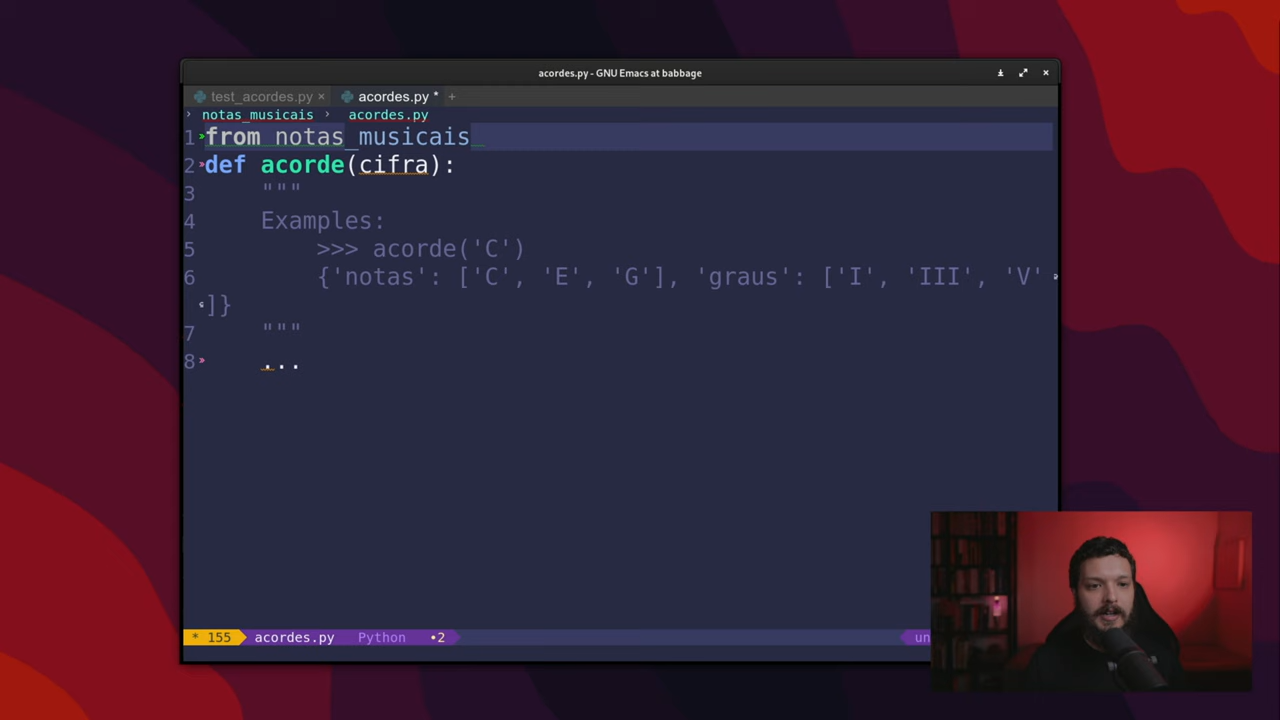 acordes.py - GNU Emacs at babbage
test_acordes.py × acordes.py * +
› notas_musicais › acordes.py
1 from notas_musicais
2 def acorde(cifra):
3 """
4 Examples:
5 >>> acorde('C')
6 {'notas': ['C', 'E', 'G'], 'graus': ['I', 'III', 'V'
]}
7 """
8 ...
* 155 acordes.py Python •2 un